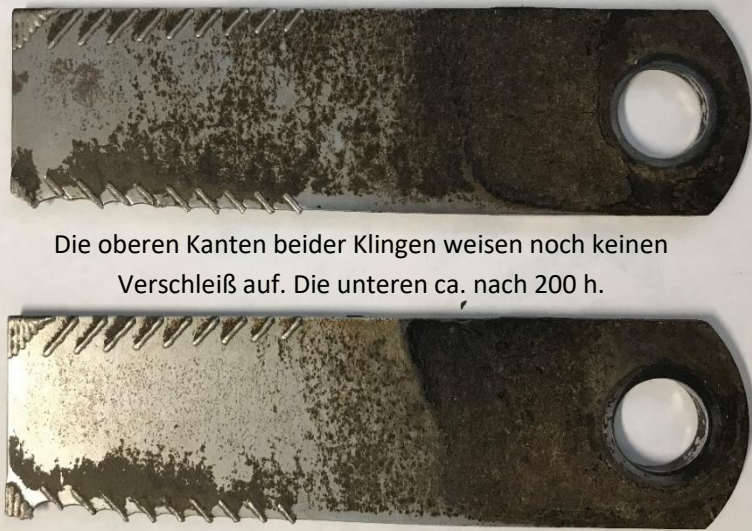 Die oberen Kanten beider Klingen weisen noch keinen
Verschleiß auf. Die unteren ca. nach 200 h.